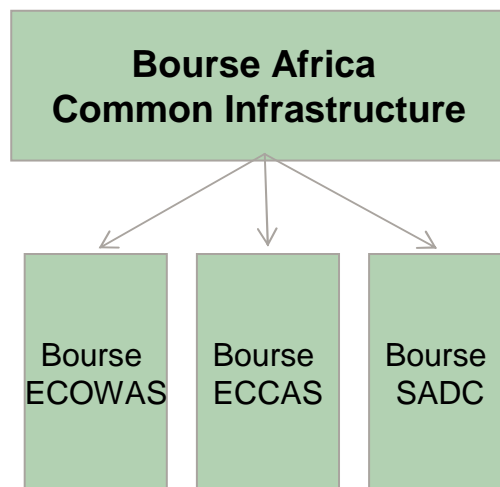 Bourse Africa
Common Infrastructure
Bourse
ECOWAS
Bourse
ECCAS
Bourse
SADC